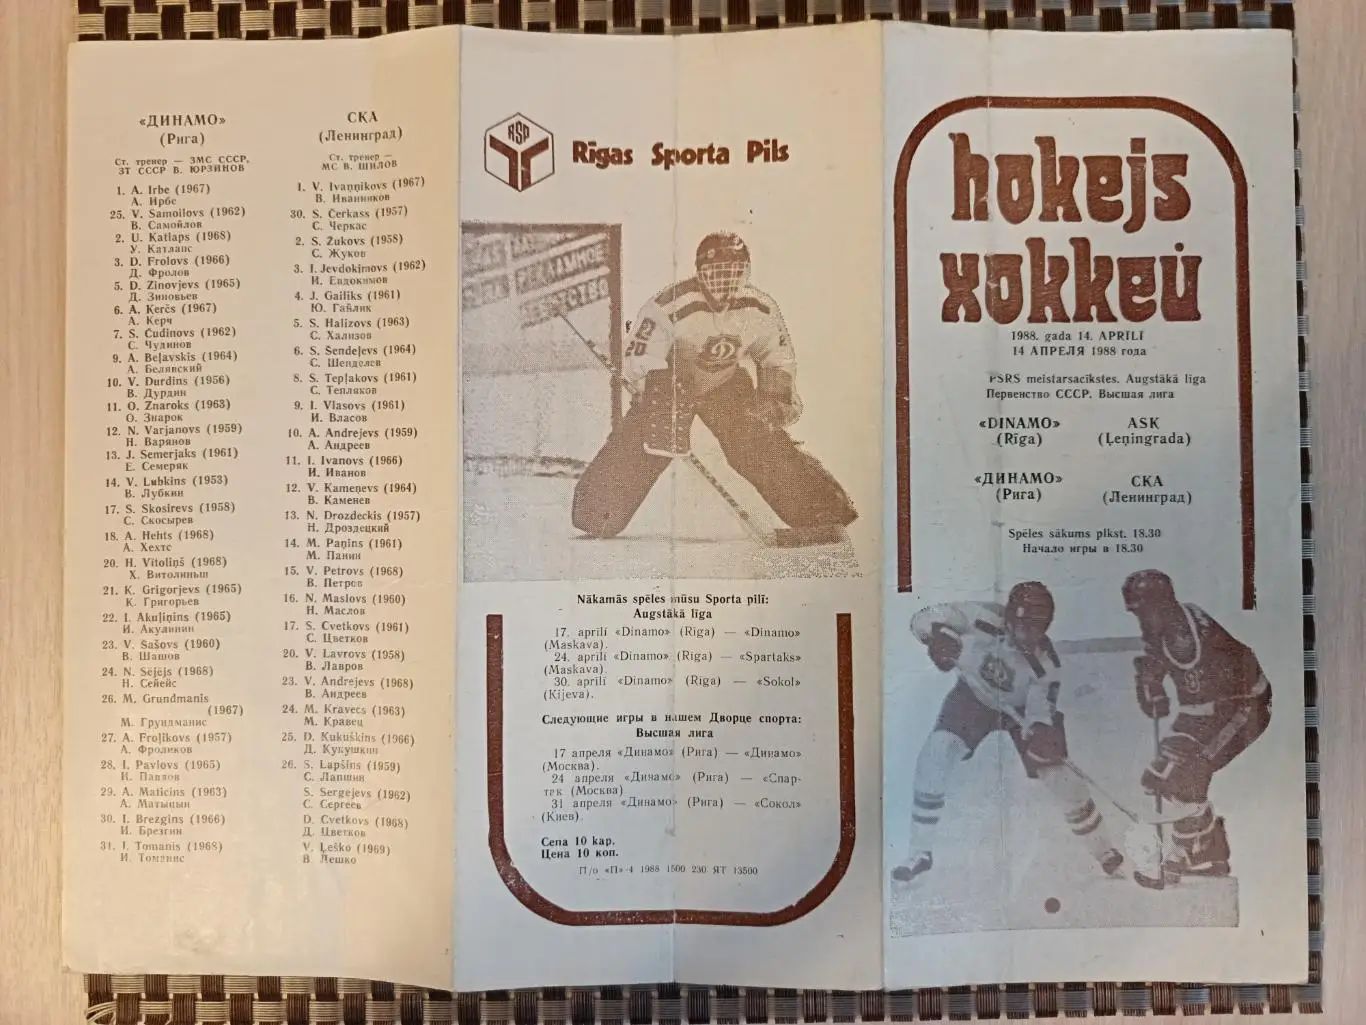 «ДИНАМО»
(Рига)
Ст. тренер — ЗМС СССР,
ЗТ СССР В. ЮРЗИНОВ
1. A. Irbe (1967)
А. Ирбе
25. V. Samoilovs (1962)
В. Самойлов
2. U. Katlaps (1968)
У. Катлапс
3. D. Frolovs (1966)
Д. Фролов
5. D. Zinovjevs (1965)
Д. Зиновьев
6. A. Kerčs (1967)
А. Керч
7. S. Čudinovs (1962)
С. Чудинов
9. A. Beļavskis (1964)
А. Белявский
10. V. Durdins (1956)
В. Дурдин
11. O. Znaroks (1963)
О. Знарок
12. N. Varjanovs (1959)
Н. Варянов
13. J. Semerjaks (1961)
Е. Семеряк
14. V. Lubkins (1953)
В. Лубкин
17. S. Skosirevs (1958)
С. Скосырев
18. A. Hehts (1968)
А. Хехтс
20. H. Vitoliņš (1968)
Х. Витолиньш
21. K. Grigorjevs (1965)
К. Григорьев
22. I. Akuļiņins (1965)
И. Акулинин
23. V. Šašovs (1960)
В. Шашов
24. N. Sējējs (1968)
Н. Сейейс
26. M. Grundmanis
(1967)
М. Грундманис
27. A. Froļikovs (1957)
А. Фроликов
28. I. Pavlovs (1965)
И. Павлов
29. A. Maticins (1963)
А. Матыцын
30. I. Brezgins (1966)
И. Брезгин
31. I. Tomanis (1968)
И. Томанис
СКА
(Ленинград)
Ст. тренер —
МС В. ШИЛОВ
1. V. Ivaņņikovs (1967)
В. Иванников
30. S. Čerkass (1957)
С. Черкас
2. S. Žukovs (1958)
С. Жуков
3. I. Jevdokimovs (1962)
И. Евдокимов
4. J. Gailiks (1961)
Ю. Гайлик
5. S. Halizovs (1963)
С. Хализов
6. S. Šendeļevs (1964)
С. Шенделев
8. S. Tepļakovs (1961)
С. Тепляков
9. I. Vlasovs (1961)
И. Власов
10. A. Andrejevs (1959)
А. Андреев
11. I. Ivanovs (1966)
И. Иванов
12. V. Kameņevs (1964)
В. Каменев
13. N. Drozdeckis (1957)
Н. Дроздецкий
14. M. Paņins (1961)
М. Панин
15. V. Petrovs (1968)
В. Петров
16. N. Maslovs (1960)
Н. Маслов
17. S. Cvetkovs (1961)
С. Цветков
20. V. Lavrovs (1958)
В. Лавров
23. V. Andrejevs (1968)
В. Андреев
24. M. Kravecs (1963)
М. Кравец
25. D. Kukuškins (1966)
Д. Кукушкин
26. S. Lapšins (1959)
С. Лапшин
S. Sergejevs (1962)
С. Сергеев
D. Cvetkovs (1968)
Д. Цветков
V. Ļeško (1969)
В Лешко
RSP
Rīgas Sporta Pils
20
Д
Nākamās spēles mūsu Sporta pilī:
Augstākā līga
17. aprīlī «Dinamo» (Rīga) — «Dinamo»
(Maskava).
24. aprīlī «Dinamo» (Rīga) — «Spartaks»
(Maskava).
30. aprīlī «Dinamo» (Rīga) — «Sokol»
(Kijeva).
Следующие игры в нашем Дворце спорта:
Высшая лига
17 апреля «Динамо» (Рига) — «Динамо»
(Москва).
24 апреля «Динамо» (Рига) — «Спар-
тек (Москва)
31 апреля «Динамо» (Рига) — «Сокол»
(Киев).
Cena 10 kap.
Цена 10 коп.
П/о «П»-4 1988 1500 230 ЯТ 13500
hokejs
хоккей
1988. gada 14. APRĪLĪ
14 АПРЕЛЯ 1988 года
PSRS meistarsacīkstes. Augstākā līga
Первенство СССР. Высшая лига
«DINAMO» ASK
(Rīga) (Ļeņingrada)
«ДИНАМО» СКА
(Рига) (Ленинград)
Spēles sākums plkst. 18.30
Начало игры в 18.30